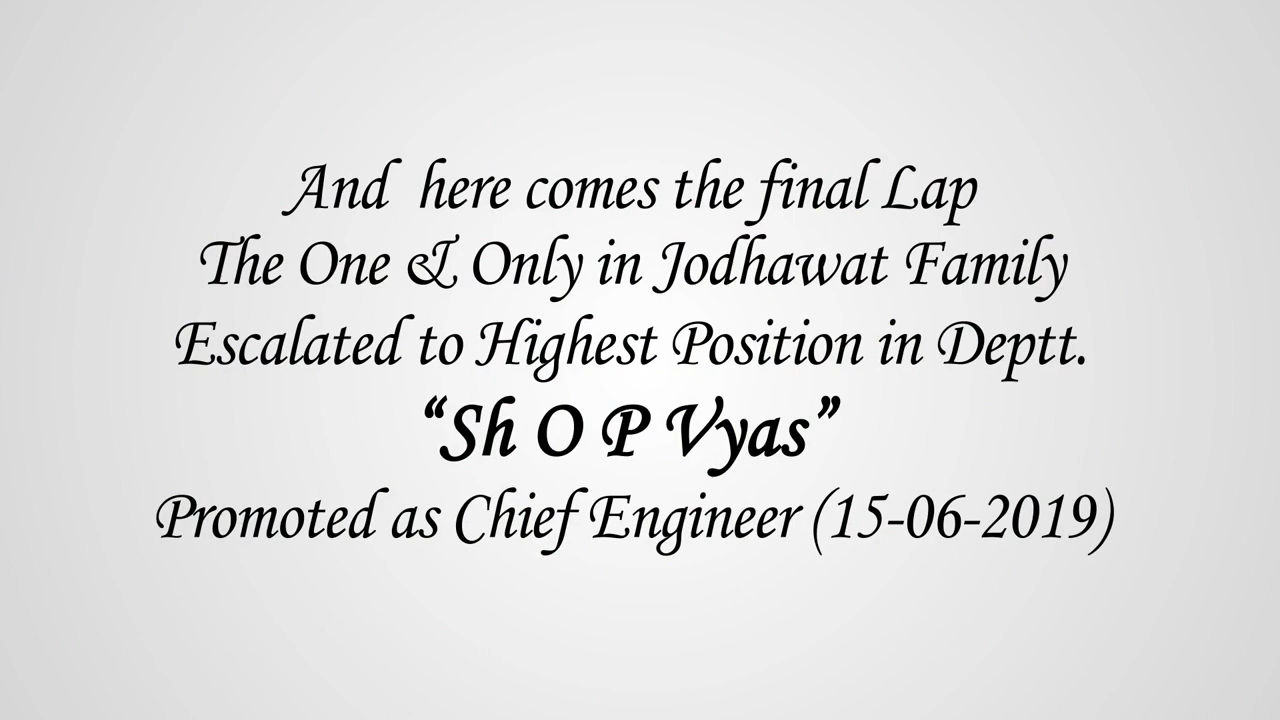 And here comes the final Lap
The One & Only in Jodhawat Family
Escalated to Highest Position in Deptt.
“Sh O P Vyas”
Promoted as Chief Engineer (15-06-2019)